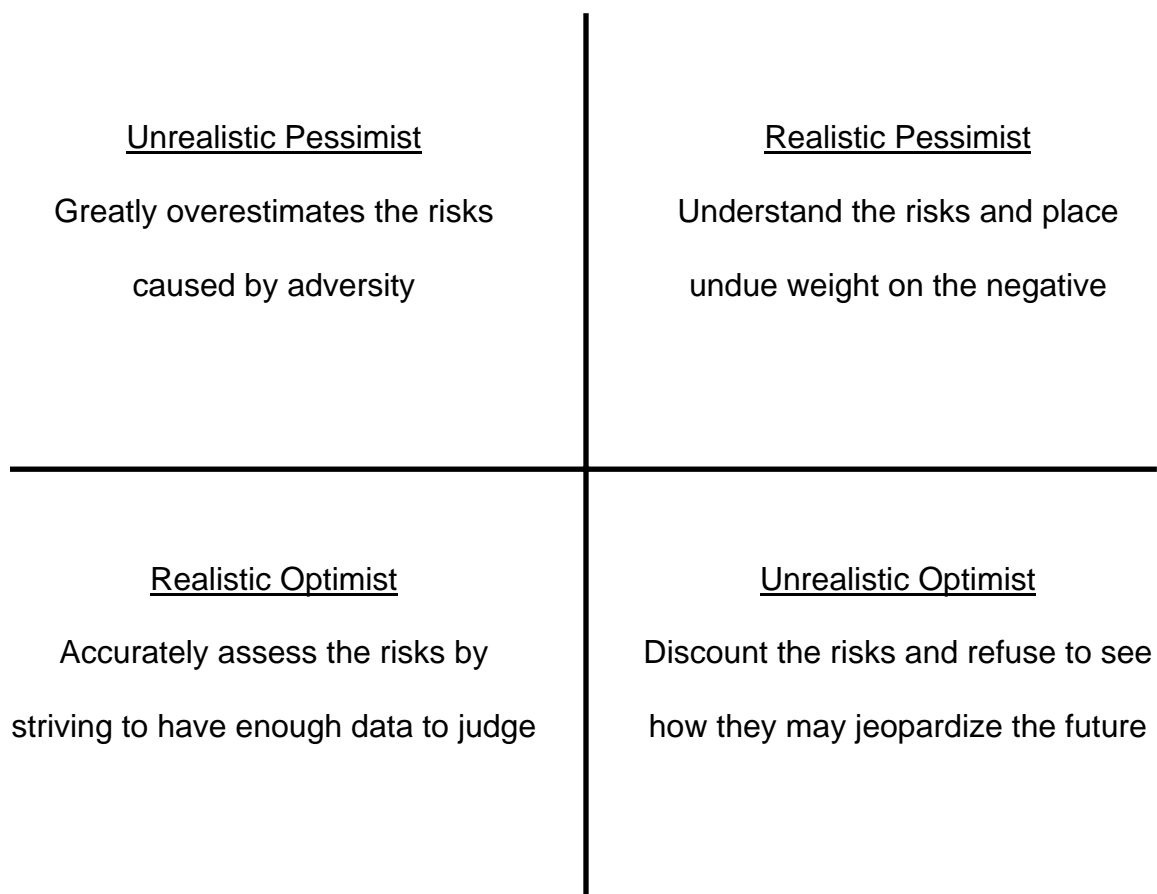 Unrealistic Pessimist
Greatly overestimates the risks
caused by adversity
Realistic Pessimist
Understand the risks and place
undue weight on the negative
Realistic Optimist
Accurately assess the risks by
striving to have enough data to judge
Unrealistic Optimist
Discount the risks and refuse to see
how they may jeopardize the future